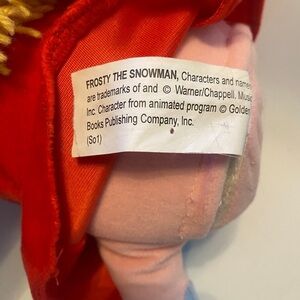 FROSTY THE SNOWMAN, Characters and names
are trademarks of and © Warner/Chappell. Music
Inc. Character from animated program © Golden
Books Publishing Company, Inc.
(So1)